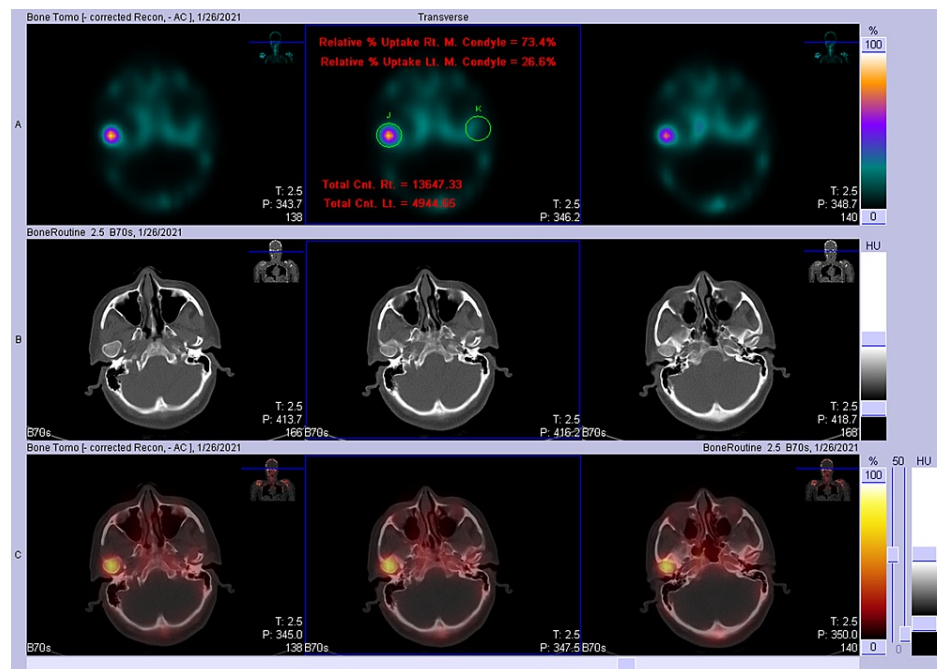 Bone Tomo [- corrected Recon, - AC ], 1/26/2021 Transverse
%
100
Relative % Uptake Rt. M. Condyle = 73.4%
Relative % Uptake Lt. M. Condyle = 26.6%
J K
A
Total Cnt. Rt. = 13647.33
Total Cnt. Lt. = 4944.65
T: 2.5 T: 2.5 T: 2.5
P: 343.7 P: 346.2 P: 348.7
138 140 0
BoneRoutine 2.5 B70s, 1/26/2021
HU
B
T: 2.5 T: 2.5 T: 2.5
P: 413.7 P: 416.2 P: 418.7
B70s 166 B70s B70s 168
Bone Tomo [- corrected Recon, - AC ], 1/26/2021 BoneRoutine 2.5 B70s, 1/26/2021
% 50 HU
100
C
T: 2.5 T: 2.5 T: 2.5
P: 345.0 P: 347.5 P: 350.0
B70s 138 B70s B70s 140 0 0